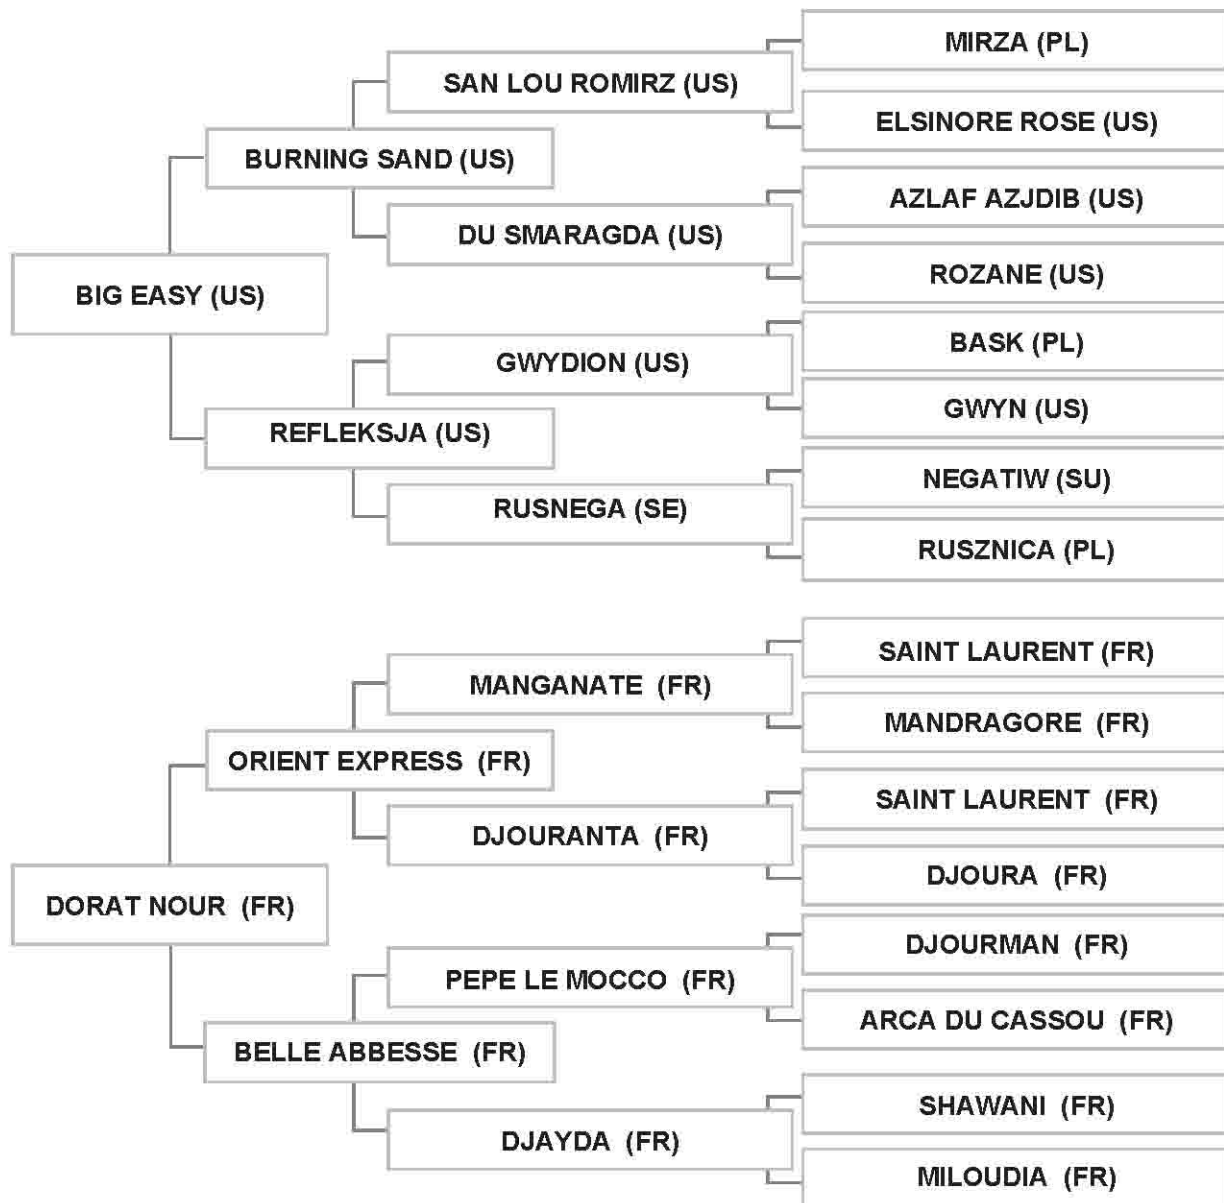 MIRZA (PL)
SAN LOU ROMIRZ (US)
ELSINORE ROSE (US)
BURNING SAND (US)
AZLAF AZJDIB (US)
DU SMARAGDA (US)
ROZANE (US)
BIG EASY (US)
BASK (PL)
GWYDION (US)
GWYN (US)
REFLEKSJA (US)
NEGATIW (SU)
RUSNEGA (SE)
RUSZNICA (PL)
SAINT LAURENT (FR)
MANGANATE (FR)
MANDRAGORE (FR)
ORIENT EXPRESS (FR)
SAINT LAURENT (FR)
DJOURANTA (FR)
DJOURA (FR)
DORAT NOUR (FR)
DJOURMAN (FR)
PEPE LE MOCCO (FR)
ARCA DU CASSOU (FR)
BELLE ABBESSE (FR)
SHAWANI (FR)
DJAYDA (FR)
MILOUDIA (FR)